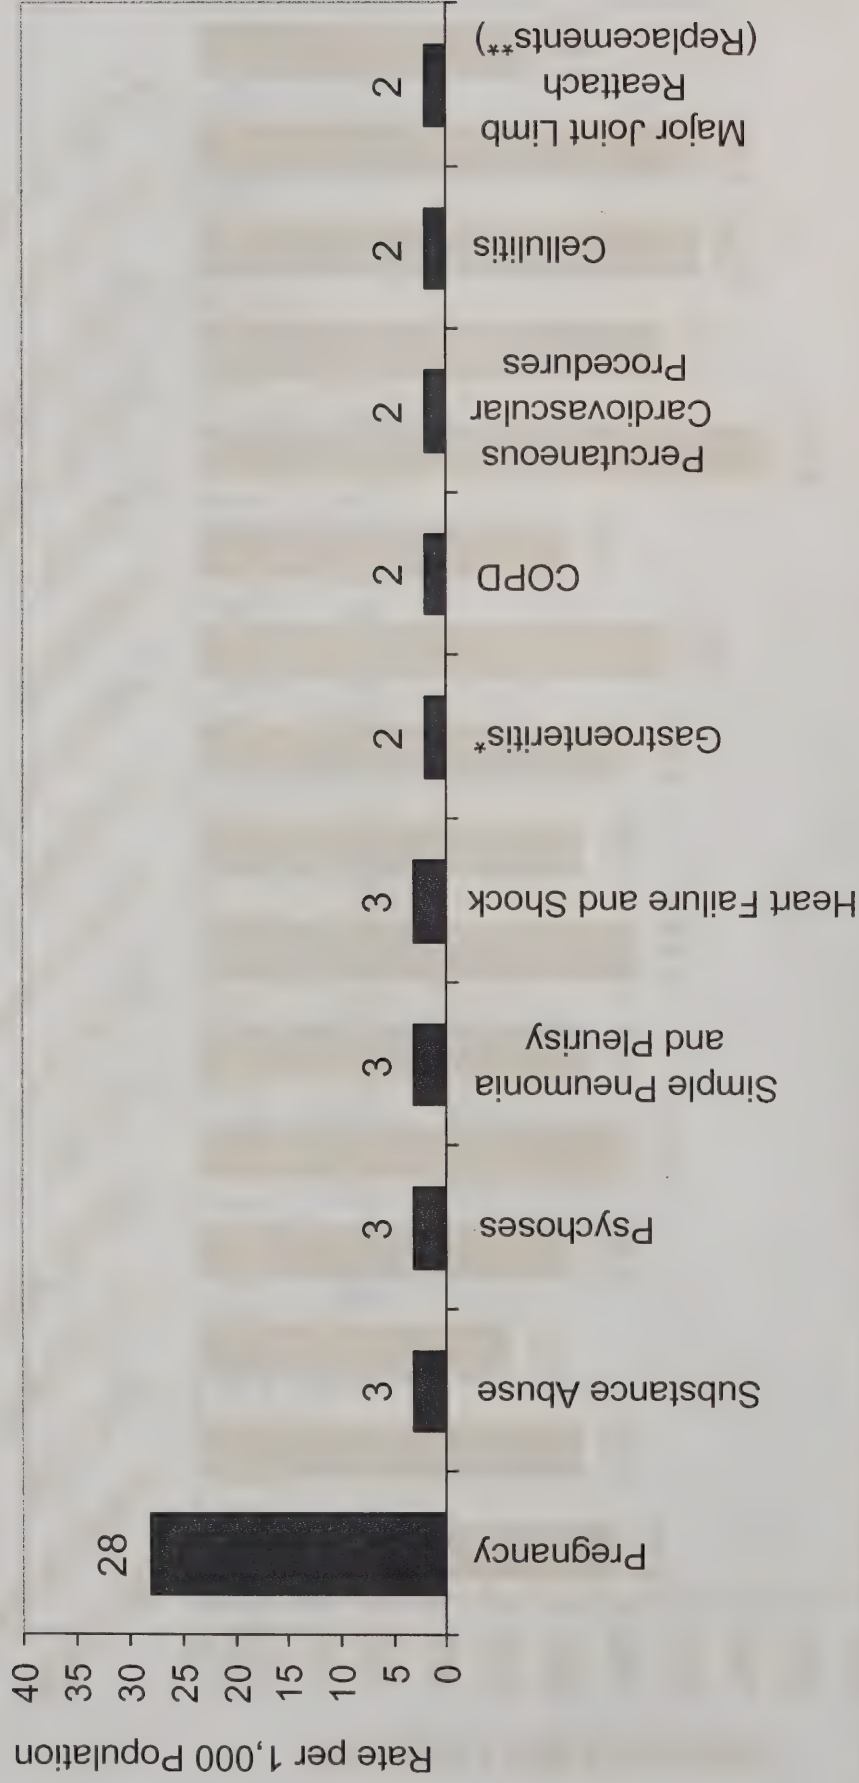 Rate per 1,000 Population
40
35
30
25
20
15
10
5
0
28
3
3
3
3
2
2
2
2
2
Pregnancy
Substance Abuse
Psychoses
Simple Pneumonia
and Pleurisy
Heart Failure and Shock
Gastroenteritis*
COPD
Percutaneous
Cardiovascular
Procedures
Cellulitis
Major Joint Limb
Reattach
(Replacements**)